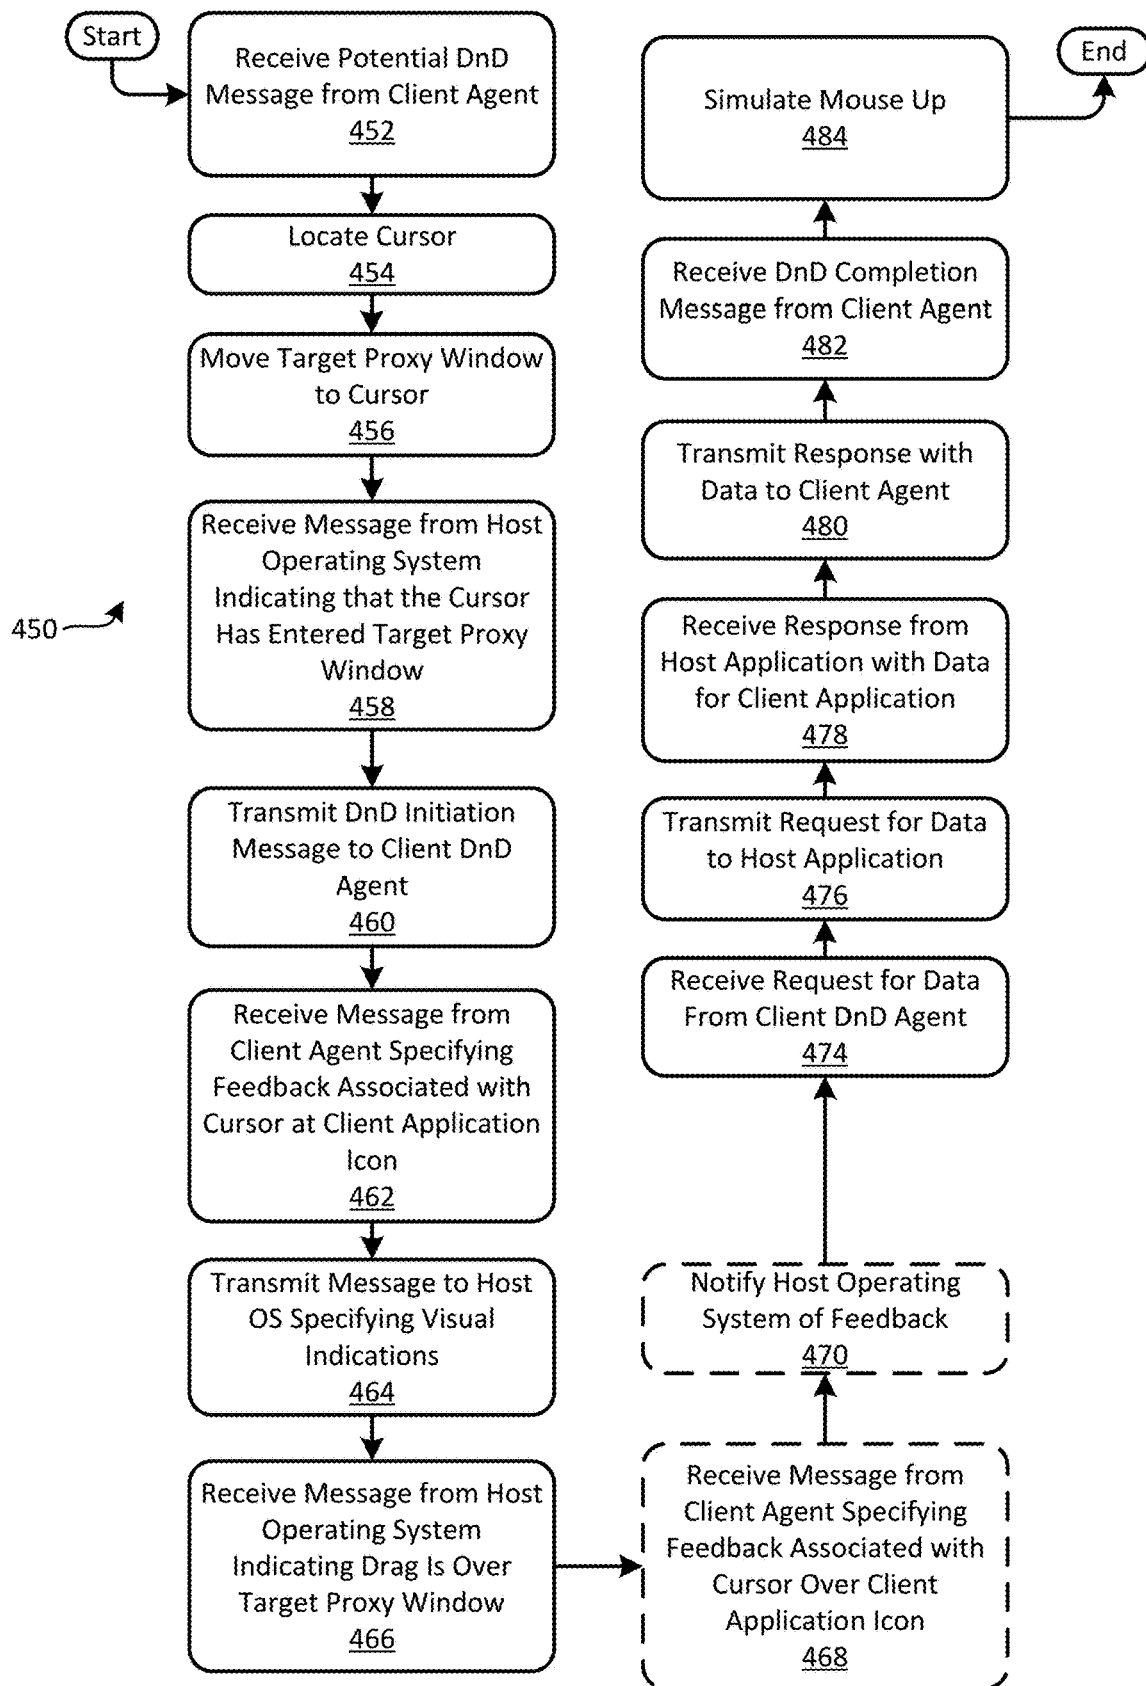 Start
Receive Potential DnD
Message from Client Agent
452
Locate Cursor
454
Move Target Proxy Window
to Cursor
456
Receive Message from Host
Operating System
Indicating that the Cursor
Has Entered Target Proxy
Window
458
450
Transmit DnD Initiation
Message to Client DnD
Agent
460
Receive Message from
Client Agent Specifying
Feedback Associated with
Cursor at Client Application
Icon
462
Transmit Message to Host
OS Specifying Visual
Indications
464
Receive Message from Host
Operating System
Indicating Drag Is Over
Target Proxy Window
466
Receive Message from
Client Agent Specifying
Feedback Associated with
Cursor Over Client
Application Icon
468
Notify Host Operating
System of Feedback
470
Receive Request for Data
From Client DnD Agent
474
Transmit Request for Data
to Host Application
476
Receive Response from
Host Application with Data
for Client Application
478
Transmit Response with
Data to Client Agent
480
Receive DnD Completion
Message from Client Agent
482
Simulate Mouse Up
484
End